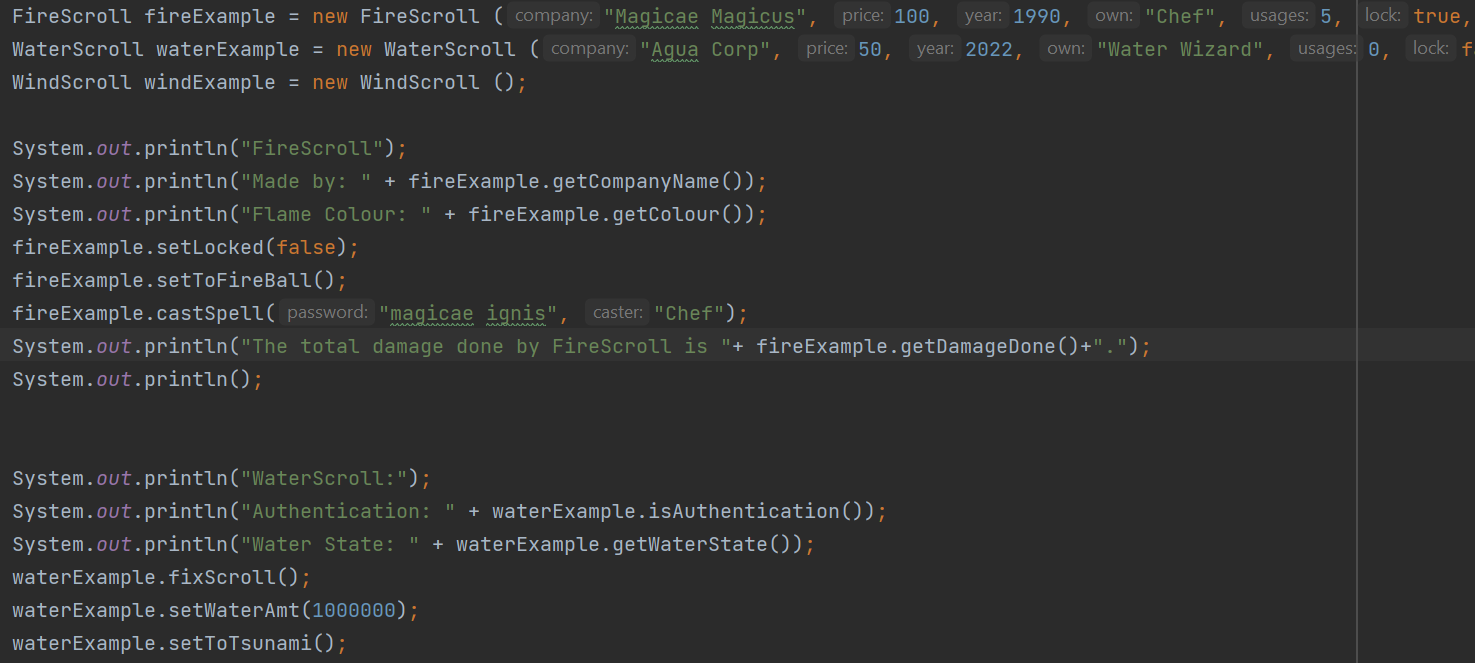 FireScroll fireExample = new FireScroll ( company: "Magicae Magicus", price: 100, year: 1990, own: "Chef", usages: 5, lock: true,
WaterScroll waterExample = new WaterScroll ( company: "Aqua Corp", price: 50, year: 2022, own: "Water Wizard", usages: 0, lock: f
WindScroll windExample = new WindScroll ();
System.out.println("FireScroll");
System.out.println("Made by: " + fireExample.getCompanyName());
System.out.println("Flame Colour: " + fireExample.getColour());
fireExample.setLocked(false);
fireExample.setToFireBall();
fireExample.castSpell( password: "magicae ignis", caster: "Chef");
System.out.println("The total damage done by FireScroll is "+ fireExample.getDamageDone()+".");
System.out.println();
System.out.println("WaterScroll:");
System.out.println("Authentication: " + waterExample.isAuthentication());
System.out.println("Water State: " + waterExample.getWaterState());
waterExample.fixScroll();
waterExample.setWaterAmt(1000000);
waterExample.setToTsunami();